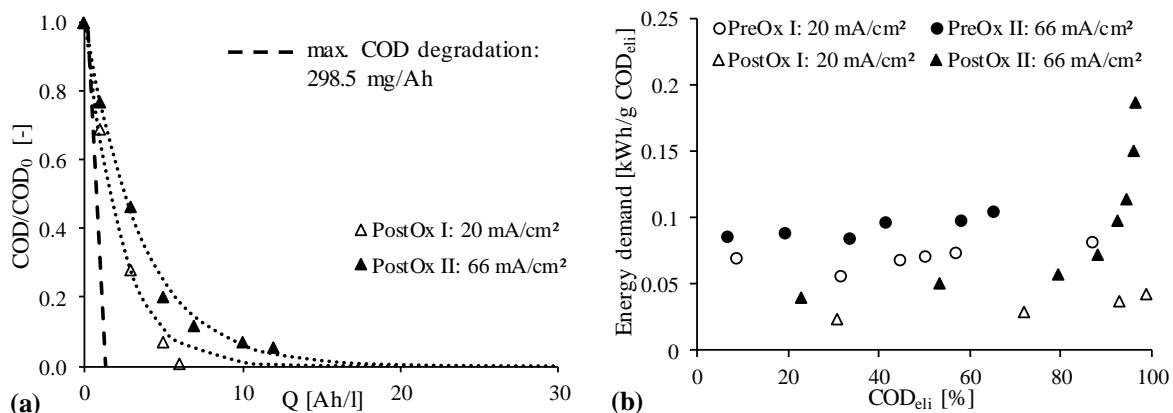 COD/COD₀ [-]
1.0
0.8
0.6
0.4
0.2
0.0
max. COD degradation:
298.5 mg/Ah
PostOx I: 20 mA/cm²
PostOx II: 66 mA/cm²
0 10 20 30
Q [Ah/l]
(a)
Energy demand [kWh/g COD_eli]
0.25
0.2
0.15
0.1
0.05
0
PreOx I: 20 mA/cm² PreOx II: 66 mA/cm²
PostOx I: 20 mA/cm² PostOx II: 66 mA/cm²
0 20 40 60 80 100
COD_eli [%]
(b)